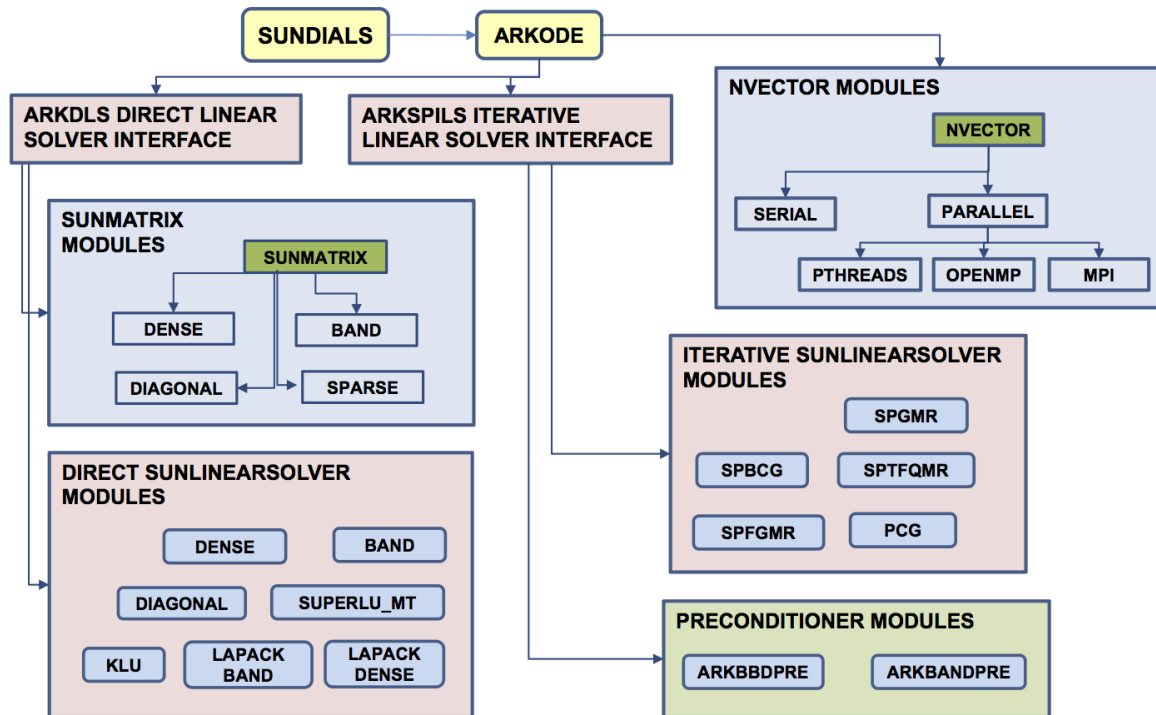 SUNDIALS
ARKODE
ARKDLS DIRECT LINEAR
SOLVER INTERFACE
ARKSPILS ITERATIVE
LINEAR SOLVER INTERFACE
NVECTOR MODULES
NVECTOR
SERIAL
PARALLEL
PTHREADS
OPENMP
MPI
SUNMATRIX
MODULES
SUNMATRIX
DENSE
BAND
DIAGONAL
SPARSE
ITERATIVE SUNLINEARSOLVER
MODULES
SPGMR
SPBCG
SPTFQMR
SPFGMR
PCG
DIRECT SUNLINEARSOLVER
MODULES
DENSE
BAND
DIAGONAL
SUPERLU_MT
KLU
LAPACK
BAND
LAPACK
DENSE
PRECONDITIONER MODULES
ARKBBDPRE
ARKBANDPRE